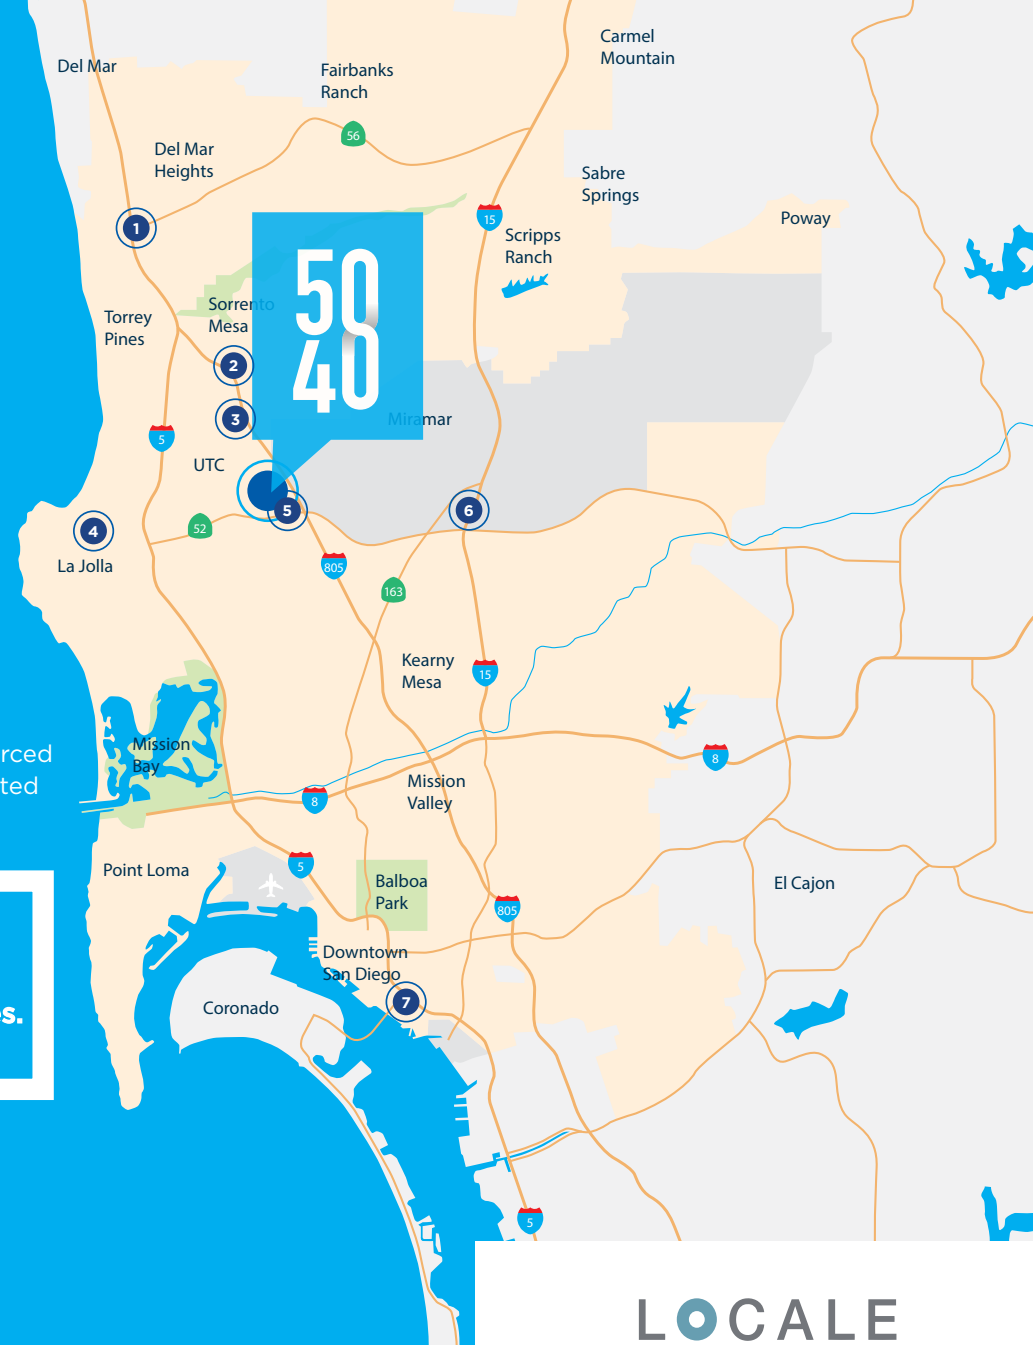 Carmel
Mountain
Del Mar
Fairbanks
Ranch
56
Del Mar
Heights
Sabre
Springs
15
Poway
1
Scripps
Ranch
50
40
Sorrento
Mesa
Torrey
Pines
2
3
Miramar
5
UTC
5
6
4
52
La Jolla
805
163
Kearny
Mesa
15
Mission
Bay
rced
ted
8
Mission
Valley
8
5
Point Loma
Balboa
Park
El Cajon
805
Downtown
San Diego
7
Coronado
s.
5
LOCALE